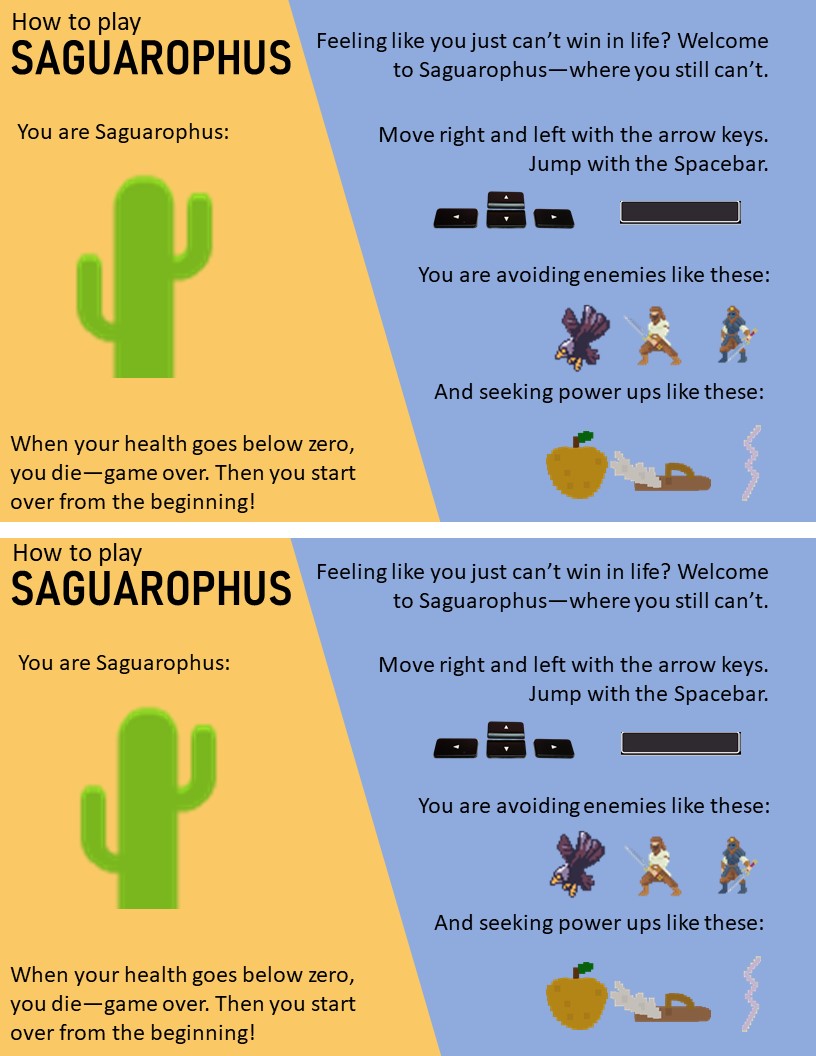 How to play
SAGUAROPHUS
You are Saguarophus:
When your health goes below zero,
you die—game over. Then you start
over from the beginning!
Feeling like you just can’t win in life? Welcome
to Saguarophus—where you still can’t.
Move right and left with the arrow keys.
Jump with the Spacebar.
You are avoiding enemies like these:
And seeking power ups like these:
How to play
SAGUAROPHUS
You are Saguarophus:
When your health goes below zero,
you die—game over. Then you start
over from the beginning!
Feeling like you just can’t win in life? Welcome
to Saguarophus—where you still can’t.
Move right and left with the arrow keys.
Jump with the Spacebar.
You are avoiding enemies like these:
And seeking power ups like these: